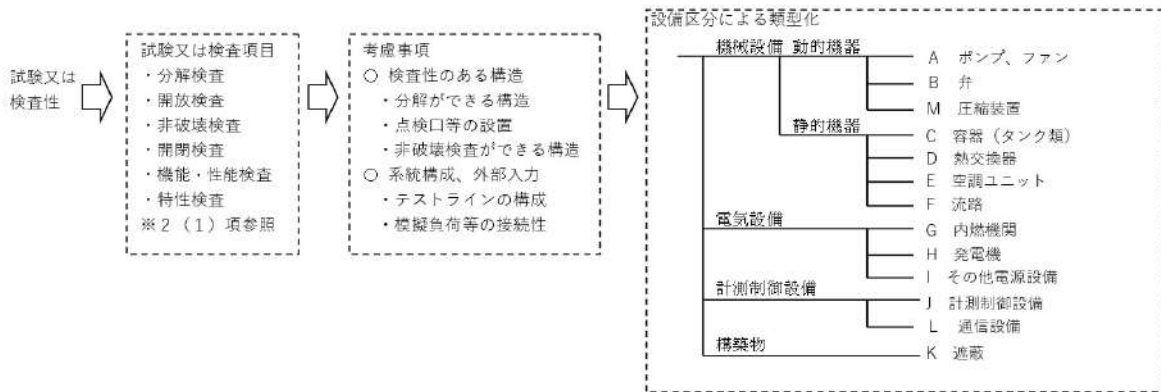 試験又は
検査性
試験又は検査項目
・分解検査
・開放検査
・非破壊検査
・開閉検査
・機能・性能検査
・特性検査
※2（1）項参照
考慮事項
○ 検査性のある構造
・分解ができる構造
・点検口等の設置
・非破壊検査ができる構造
○ 系統構成、外部入力
・テストラインの構成
・模擬負荷等の接続性
設備区分による類型化
機械設備 動的機器
A ポンプ、ファン
B 弁
M 圧縮装置
静的機器
C 容器（タンク類）
D 熱交換器
E 空調ユニット
F 流路
電気設備
G 内燃機関
H 発電機
I その他電源設備
計測制御設備
J 計測制御設備
L 通信設備
構築物
K 遮蔽